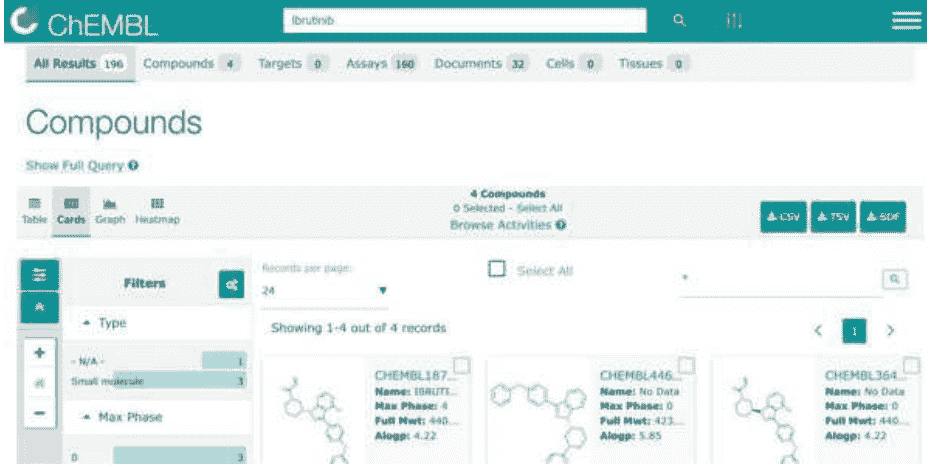 ChEMBL
Ibrutinib
All Results 196 Compounds 4 Targets 0 Assays 160 Documents 32 Cells 0 Tissues 0
Compounds
Show Full Query
Table Cards Graph Heatmap
4 Compounds
0 Selected - Select All
Browse Activities
CSV TSV SDF
Filters
Records per page:
24
Select All
*
Type
Showing 1-4 out of 4 records
1
- N/A - 1
Small molecule 3
Max Phase
0 3
CHEMBL187...
Name: IBRUTI...
Max Phase: 4
Full Mwt: 440...
Alogp: 4.22
CHEMBL446...
Name: No Data
Max Phase: 0
Full Mwt: 423...
Alogp: 5.85
CHEMBL364...
Name: No Data
Max Phase: 0
Full Mwt: 440...
Alogp: 4.22